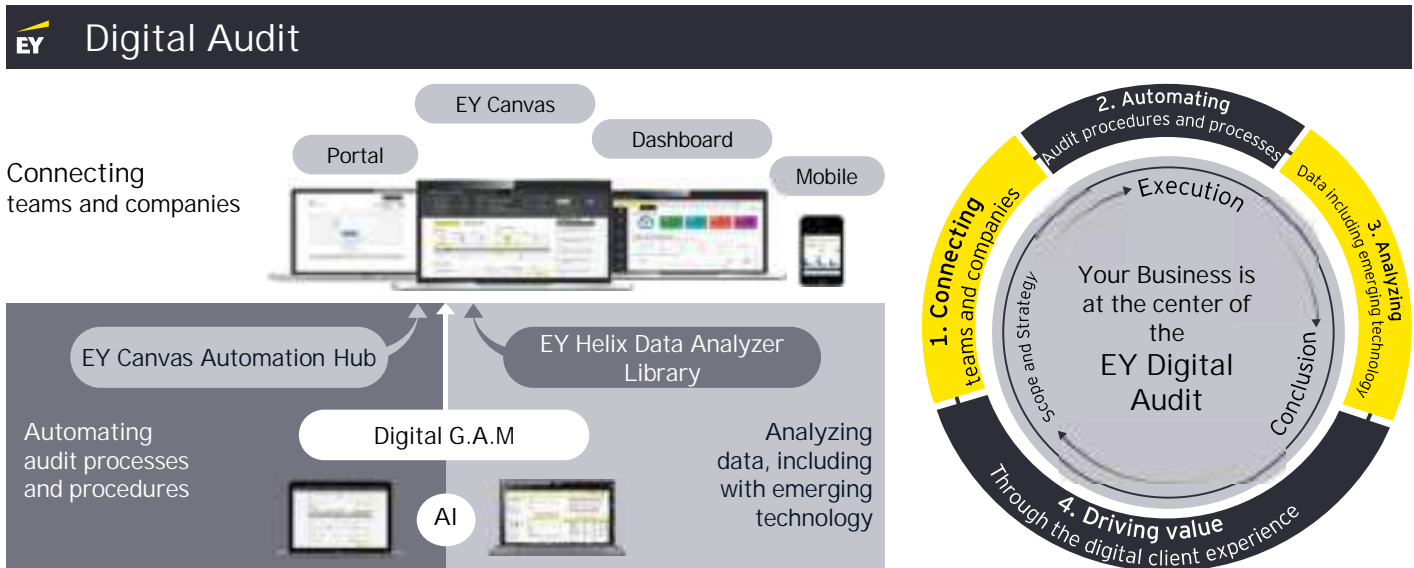 EY
Digital Audit
EY Canvas
Portal
Dashboard
Mobile
Connecting
teams and companies
EY Canvas Automation Hub
EY Helix Data Analyzer
Library
Automating
audit processes
and procedures
Digital G.A.M
AI
Analyzing
data, including
with emerging
technology
1. Connecting
teams and companies
2. Automating
Audit procedures and processes
3. Analyzing
Data including emerging technology
4. Driving value
Through the digital client experience
Scope and Strategy
Execution
Conclusion
Your Business is
at the center of
the
EY Digital
Audit